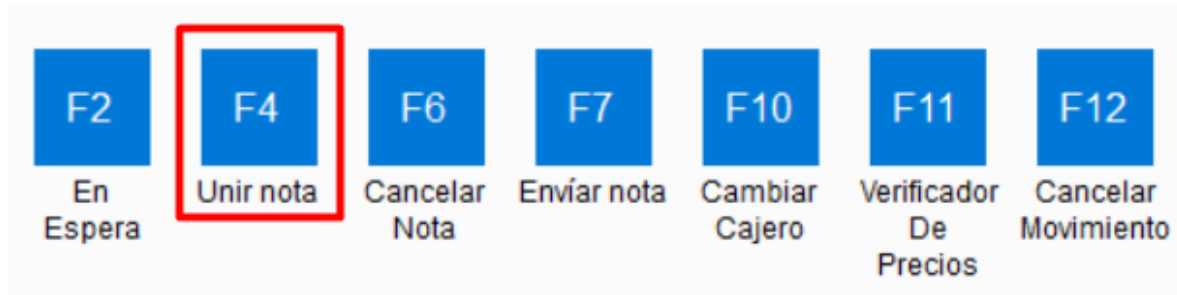 F2
En
Espera
F4
Unir nota
F6
Cancelar
Nota
F7
Envíar nota
F10
Cambiar
Cajero
F11
Verificador
De
Precios
F12
Cancelar
Movimiento